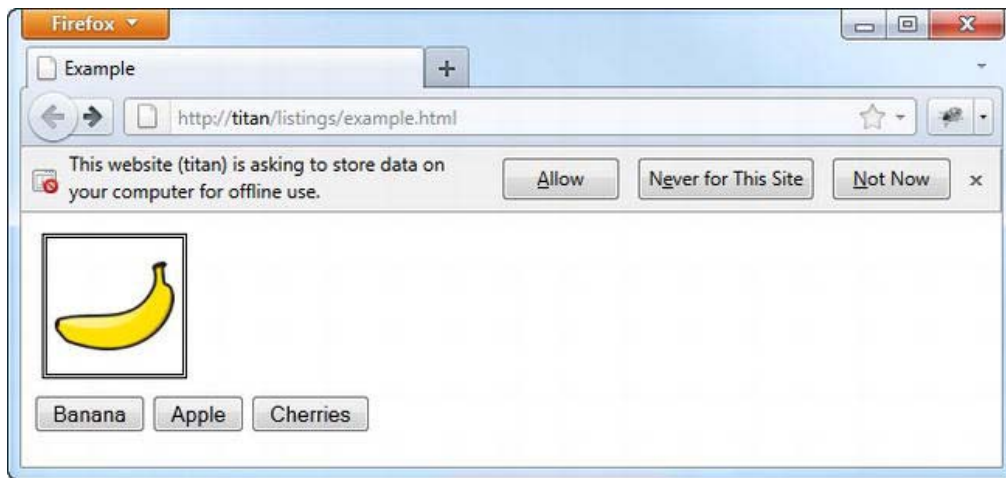 Firefox
Example
http://titan/listings/example.html
This website (titan) is asking to store data on
your computer for offline use.
Allow Never for This Site Not Now
Banana Apple Cherries